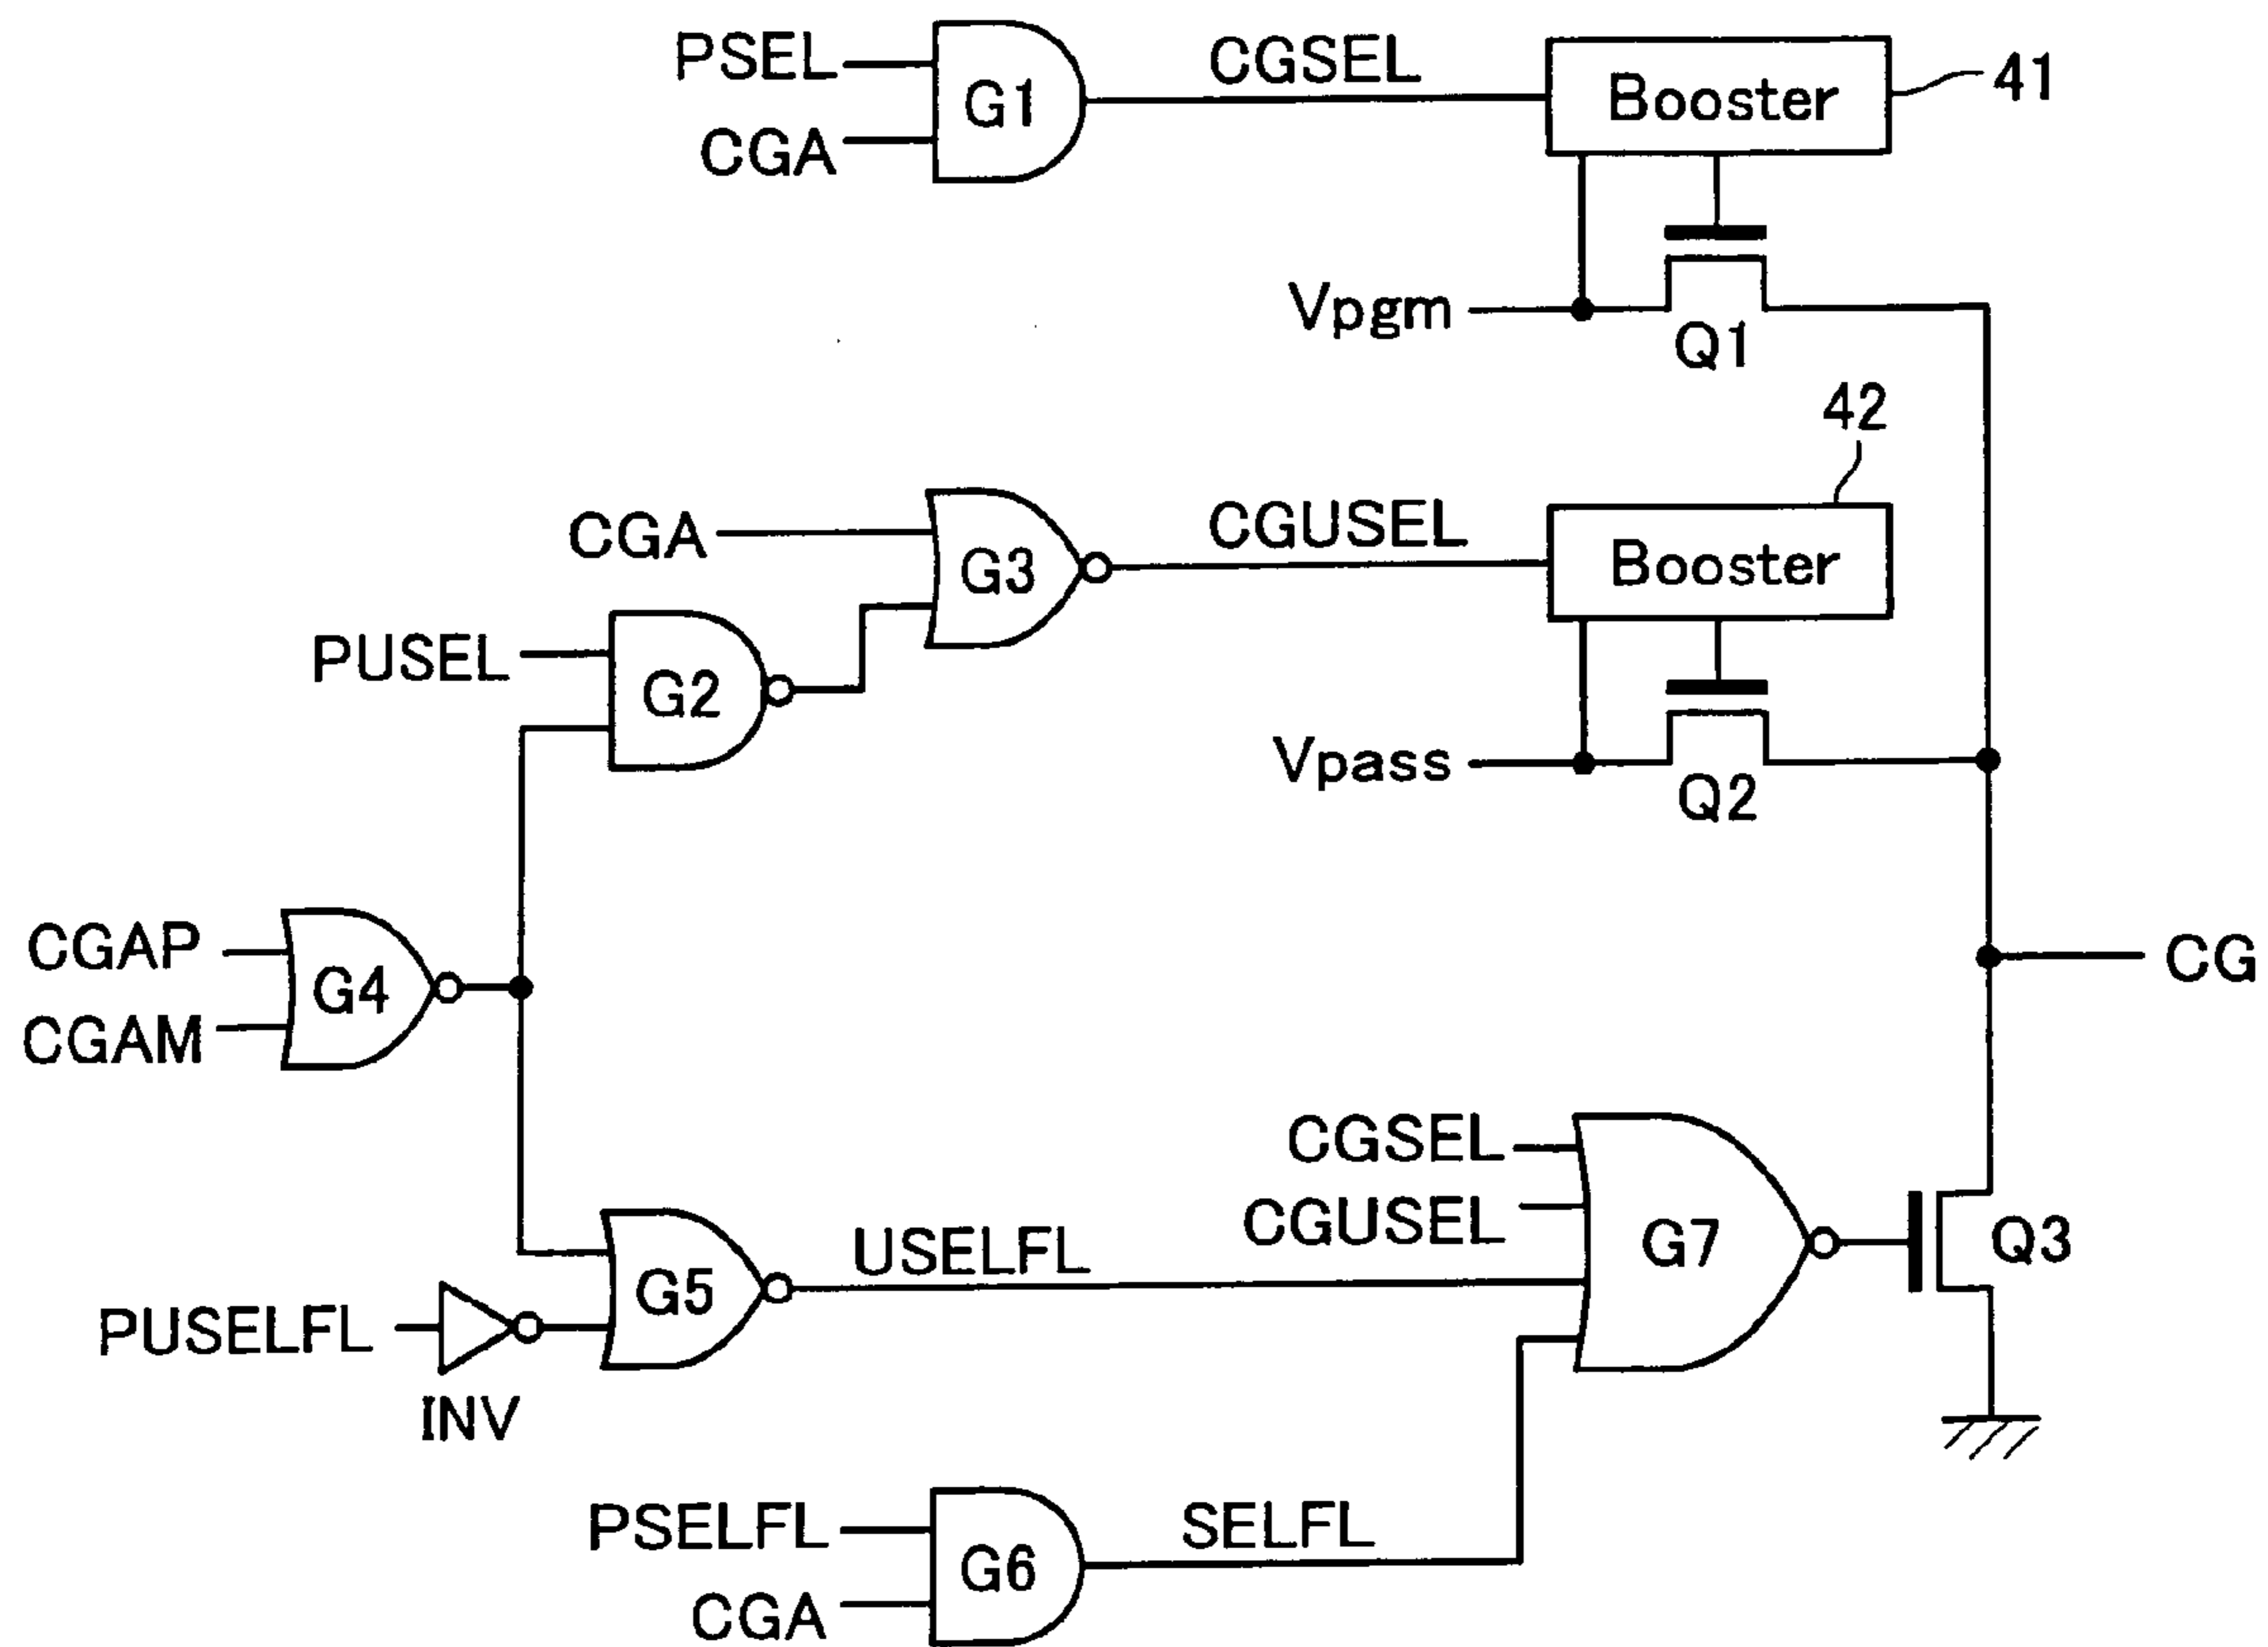 PSEL
CGA
G1
CGSEL
Booster
41
Vpgm
Q1
42
CGA
G3
CGUSEL
Booster
PUSEL
G2
Vpass
Q2
CGAP
CGAM
G4
CG
CGSEL
CGUSEL
G7
Q3
USELFL
G5
PUSELFL
INV
PSELFL
CGA
G6
SELFL